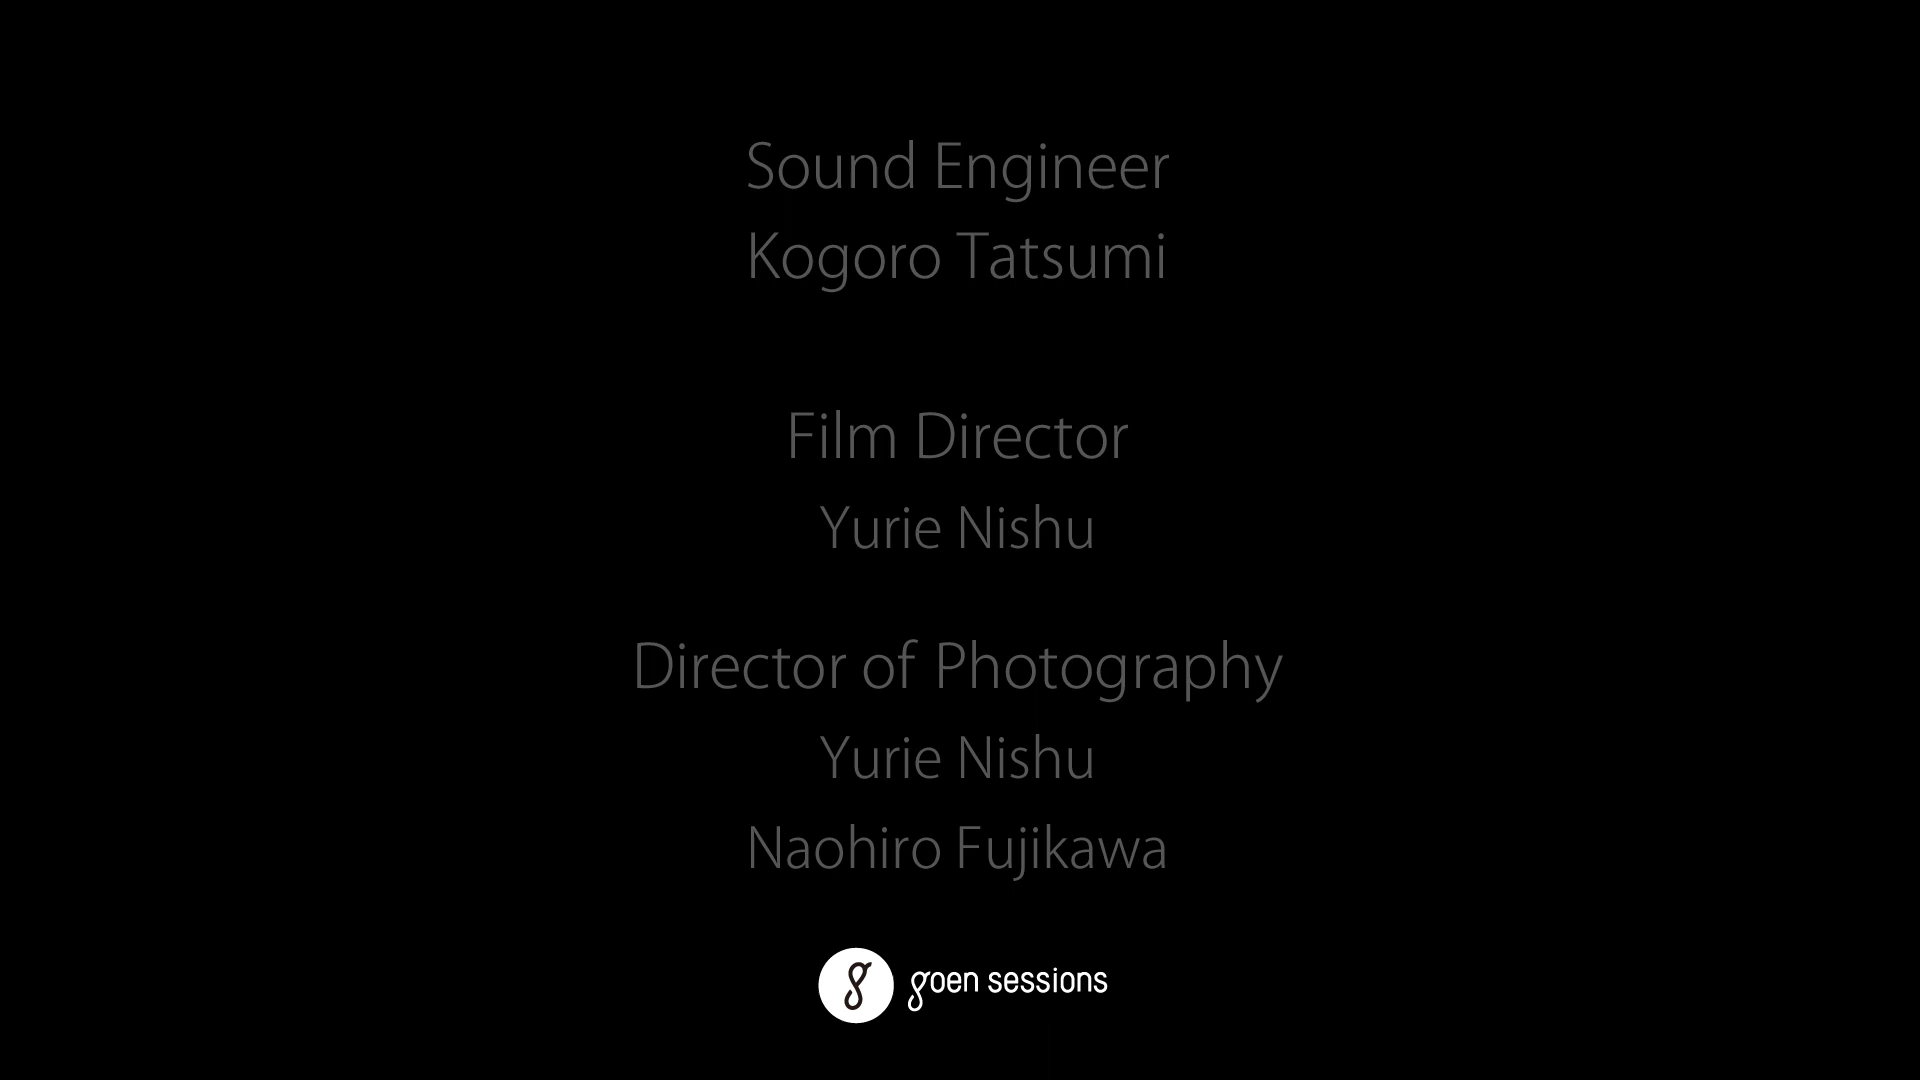 Sound Engineer
Kogoro Tatsumi
Film Director
Yurie Nishu
Director of Photography
Yurie Nishu
Naohiro Fujikawa
g goen sessions